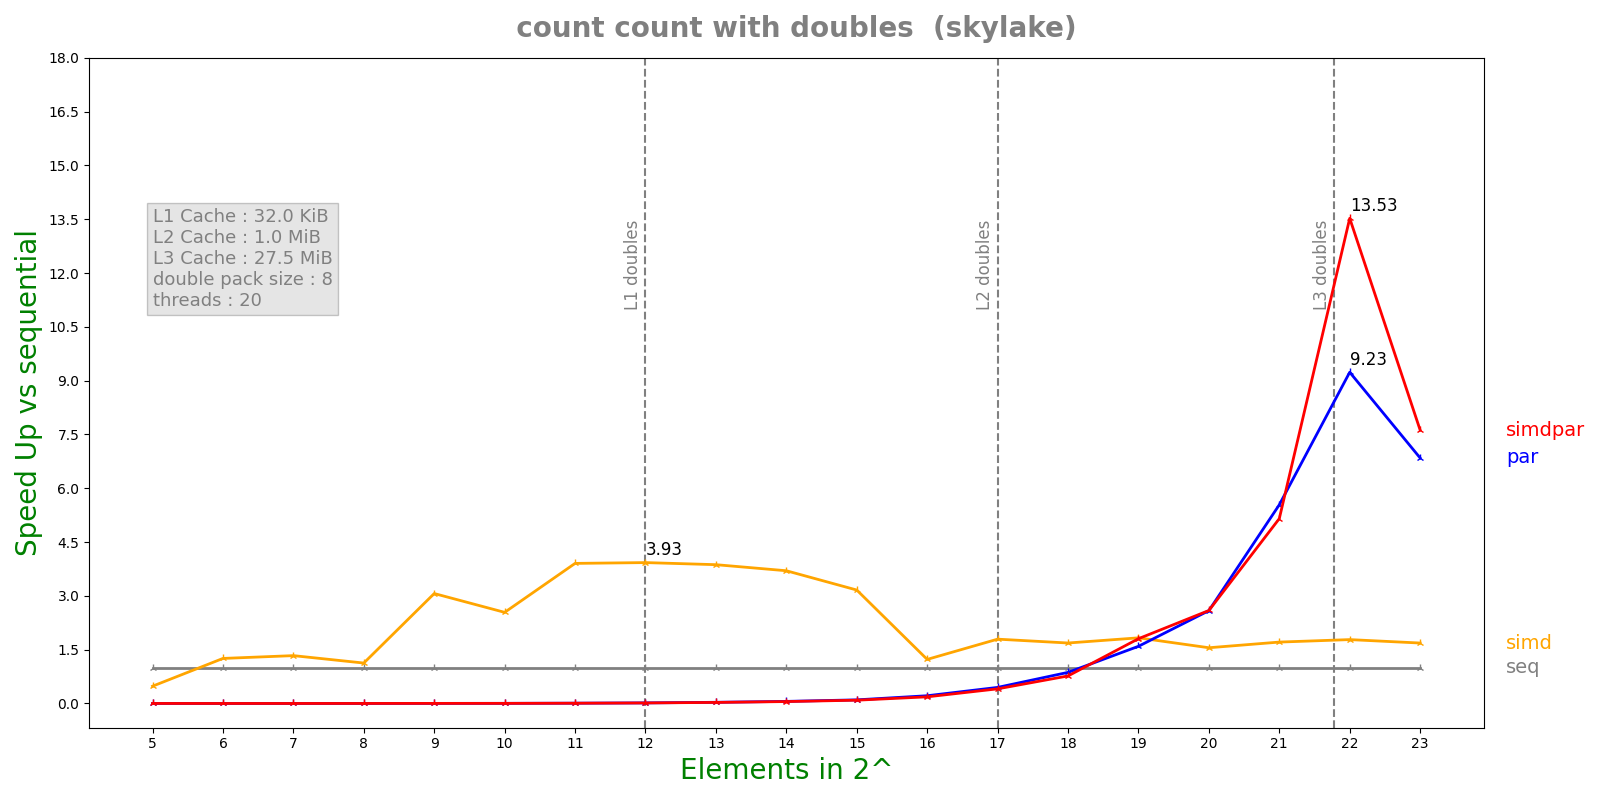 count count with doubles  (skylake)
Speed Up vs sequential
18.0
16.5
15.0
13.5
12.0
10.5
9.0
7.5
6.0
4.5
3.0
1.5
0.0
L1 Cache : 32.0 KiB
L2 Cache : 1.0 MiB
L3 Cache : 27.5 MiB
double pack size : 8
threads : 20
L1 doubles
L2 doubles
L3 doubles
3.93
13.53
9.23
simdpar
par
simd
seq
5 6 7 8 9 10 11 12 13 14 15 16 17 18 19 20 21 22 23
Elements in 2^